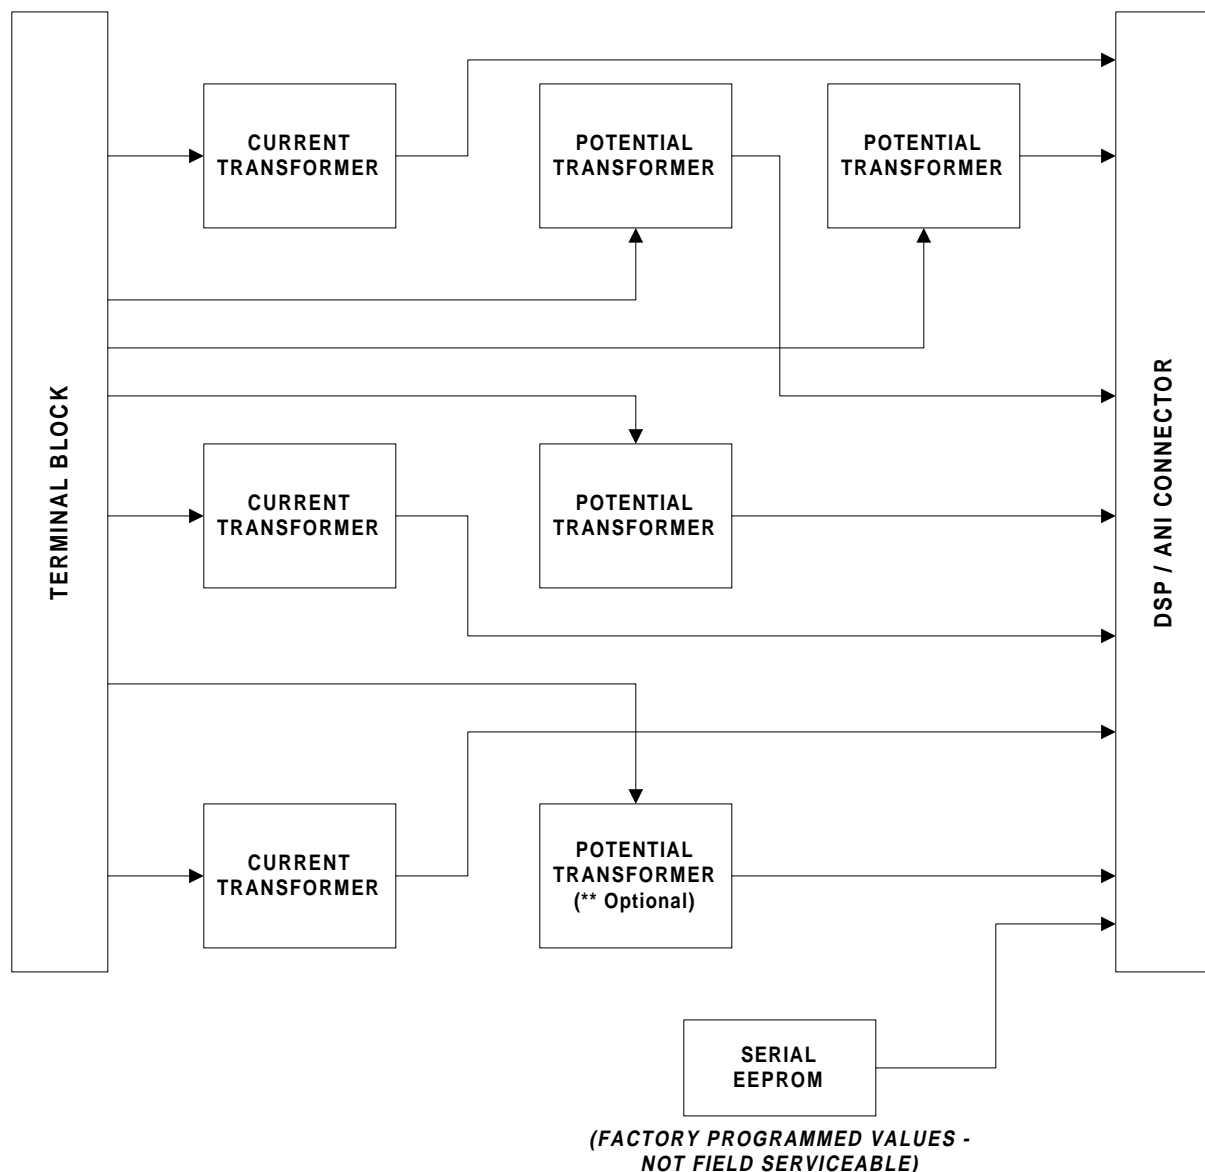 CURRENT
TRANSFORMER
POTENTIAL
TRANSFORMER
POTENTIAL
TRANSFORMER
TERMINAL BLOCK
DSP / ANI CONNECTOR
CURRENT
TRANSFORMER
POTENTIAL
TRANSFORMER
CURRENT
TRANSFORMER
POTENTIAL
TRANSFORMER
(** Optional)
SERIAL
EEPROM
(FACTORY PROGRAMMED VALUES -
NOT FIELD SERVICEABLE)